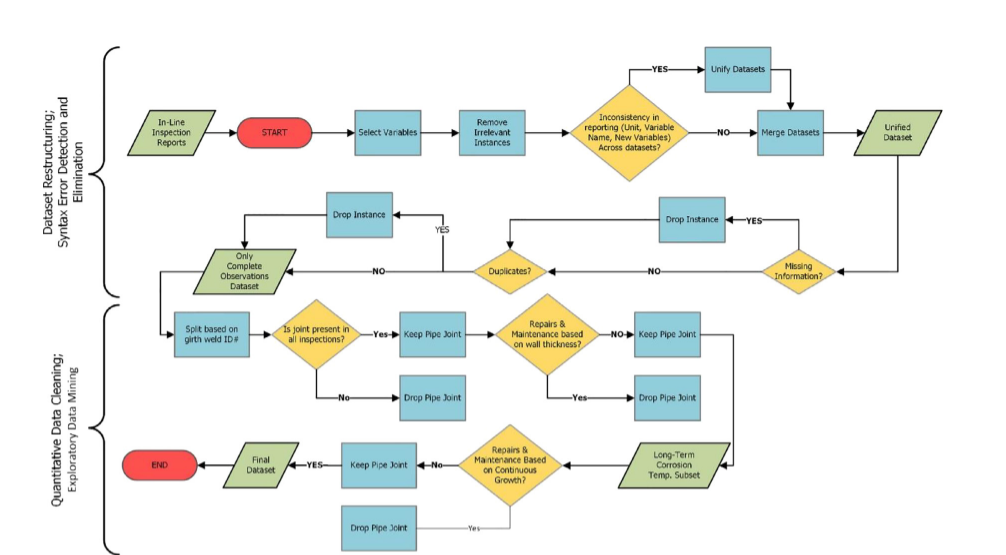 Dataset Restructuring;
Syntax Error Detection and
Elimination
In-Line
Inspection
Reports
START
Select Variables
Remove
Irrelevant
Instances
Inconsistency in
reporting (Unit, Variable
Name, New Variables)
Across datasets?
YES
Unify Datasets
NO
Merge Datasets
Unified
Dataset
Missing
Information?
YES
Drop Instance
NO
Duplicates?
YES
Drop Instance
NO
Only
Complete
Observations
Dataset
Quantitative Data Cleaning;
Exploratory Data Mining
Split based on
girth weld ID#
Is joint present in
all inspections?
Yes
Keep Pipe Joint
No
Drop Pipe Joint
Repairs &
Maintenance based
on wall thickness?
NO
Keep Pipe Joint
Yes
Drop Pipe Joint
Long-Term
Corrosion
Temp. Subset
Repairs &
Maintenance Based
on Continuous
Growth?
No
Keep Pipe Joint
YES
Final
Dataset
END
Yes
Drop Pipe Joint